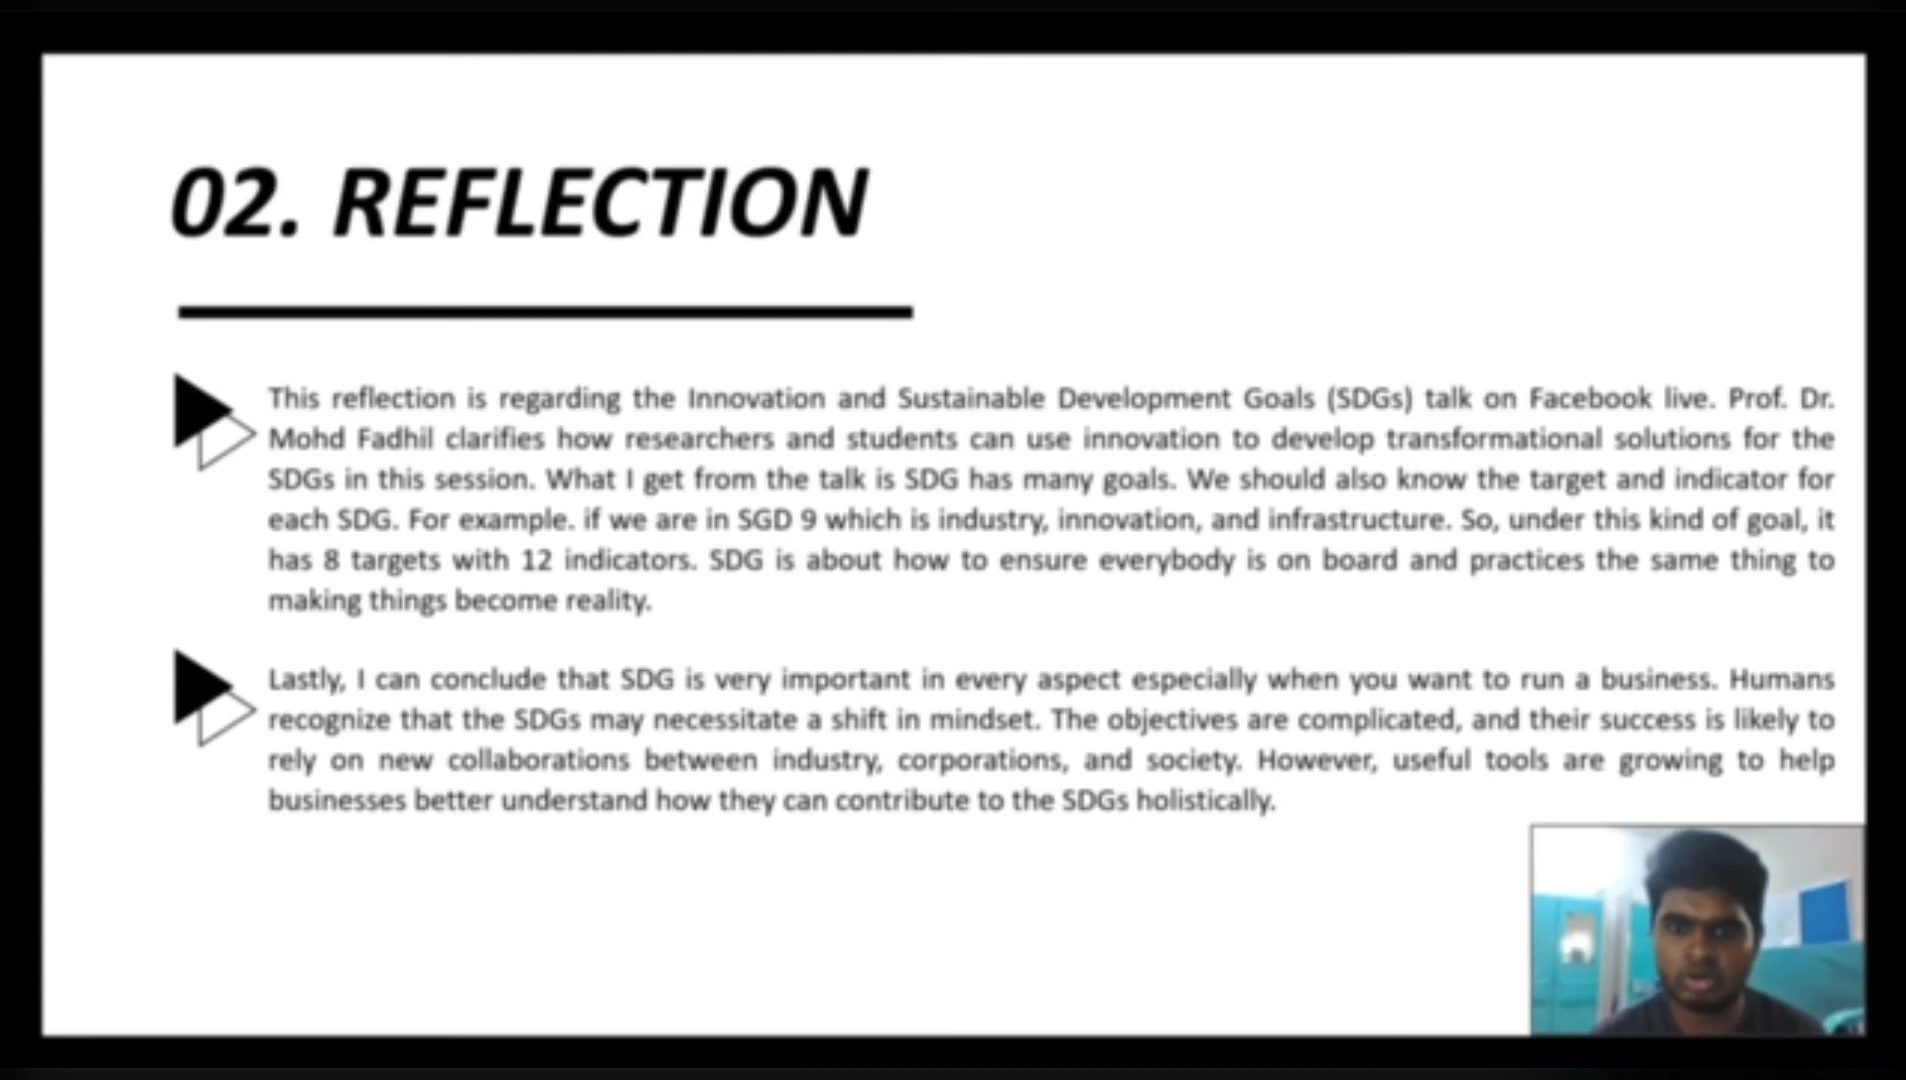 02. REFLECTION
This reflection is regarding the Innovation and Sustainable Development Goals (SDGs) talk on Facebook live. Prof. Dr.
Mohd Fadhil clarifies how researchers and students can use innovation to develop transformational solutions for the
SDGs in this session. What I get from the talk is SDG has many goals. We should also know the target and indicator for
each SDG. For example. if we are in SGD 9 which is industry, innovation, and infrastructure. So, under this kind of goal, it
has 8 targets with 12 indicators. SDG is about how to ensure everybody is on board and practices the same thing to
making things become reality.
Lastly, I can conclude that SDG is very important in every aspect especially when you want to run a business. Humans
recognize that the SDGs may necessitate a shift in mindset. The objectives are complicated, and their success is likely to
rely on new collaborations between industry, corporations, and society. However, useful tools are growing to help
businesses better understand how they can contribute to the SDGs holistically.